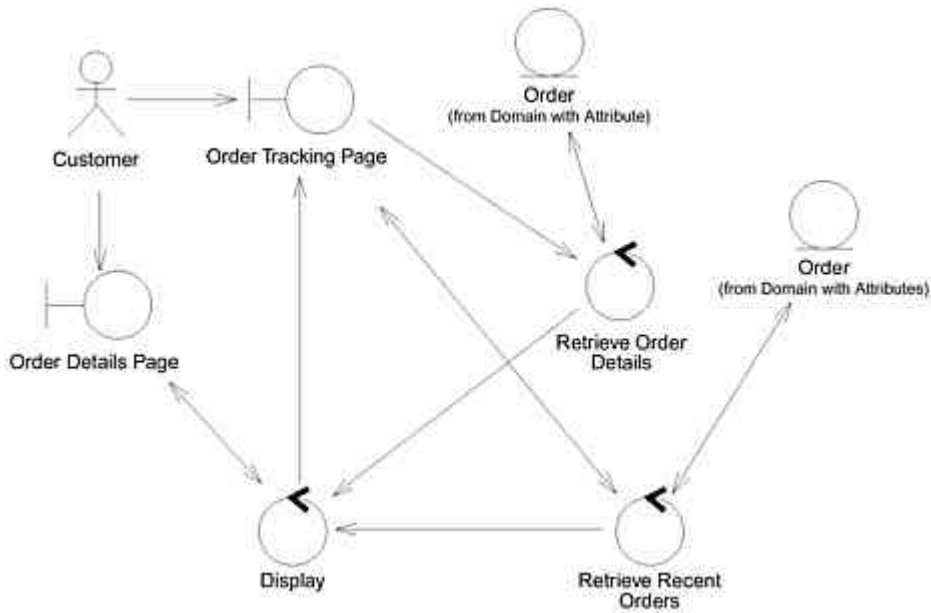 Order
(from Domain with Attribute)
Customer
Order Tracking Page
Order
(from Domain with Attributes)
Order Details Page
Retrieve Order
Details
Display
Retrieve Recent
Orders